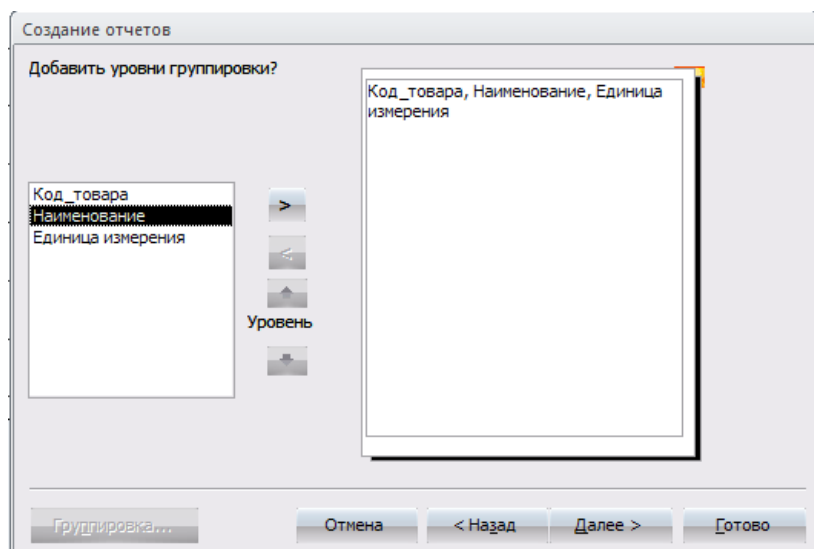 Создание отчетов
Добавить уровни группировки?
Код_товара, Наименование, Единица
измерения
Код_товара
Наименование
Единица измерения
>
<
Уровень
Группировка...
Отмена
< Назад
Далее >
Готово